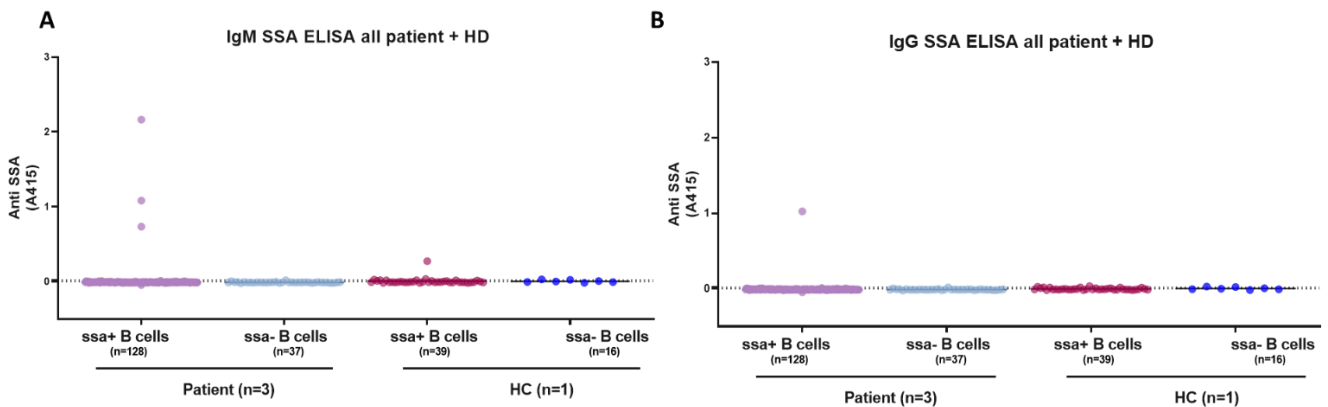 A
IgM SSA ELISA all patient + HD
3
2
1
0
Anti SSA
(A415)
ssa+ B cells
(n=128)
ssa- B cells
(n=37)
ssa+ B cells
(n=39)
ssa- B cells
(n=16)
Patient (n=3)
HC (n=1)
B
IgG SSA ELISA all patient + HD
3
2
1
0
Anti SSA
(A415)
ssa+ B cells
(n=128)
ssa- B cells
(n=37)
ssa+ B cells
(n=39)
ssa- B cells
(n=16)
Patient (n=3)
HC (n=1)